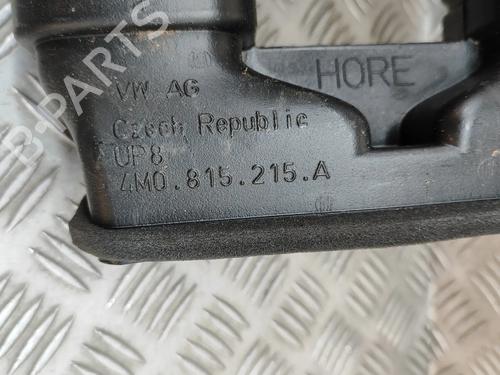 B-PARTS
HORE
VW AG
Czech Republic
UP8
4M0.815.215.A